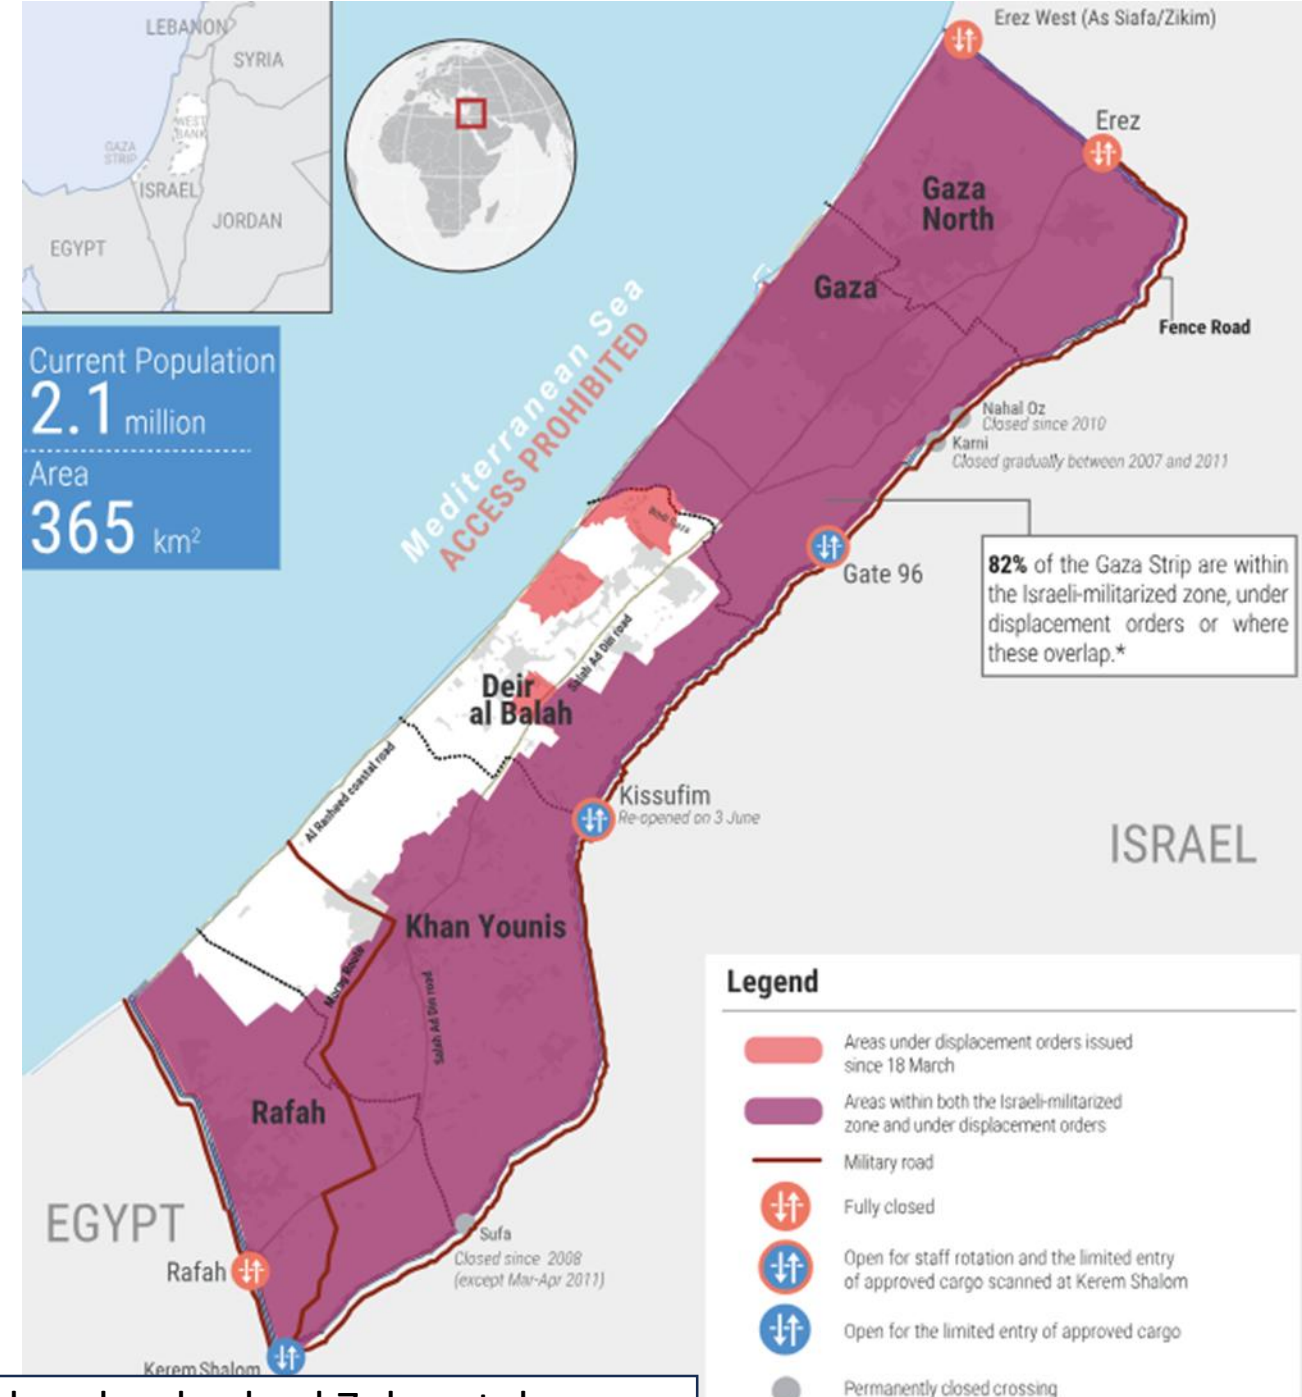 LEBANON
SYRIA
WEST
BANK
GAZA
STRIP
ISRAEL
JORDAN
EGYPT
Current Population
2.1 million
Area
365 km²
Mediterranean Sea
ACCESS PROHIBITED
Erez West (As Siafa/Zikim)
Erez
Gaza
North
Gaza
Fence Road
Nahal Oz
Closed since 2010
Karni
Closed gradually between 2007 and 2011
Gate 96
82% of the Gaza Strip are within
the Israeli-militarized zone, under
displacement orders or where
these overlap.*
Salah Ad Din road
Deir
al Balah
Al Rasheed coastal road
Kissufim
Re-opened on 3 June
ISRAEL
Khan Younis
Morag Route
Salah Ad Din road
Rafah
EGYPT
Rafah
Sufa
Closed since 2008
(except Mar-Apr 2011)
Kerem Shalom
Legend
Areas under displacement orders issued
since 18 March
Areas within both the Israeli-militarized
zone and under displacement orders
Military road
Fully closed
Open for staff rotation and the limited entry
of approved cargo scanned at Kerem Shalom
Open for the limited entry of approved cargo
Permanently closed crossing